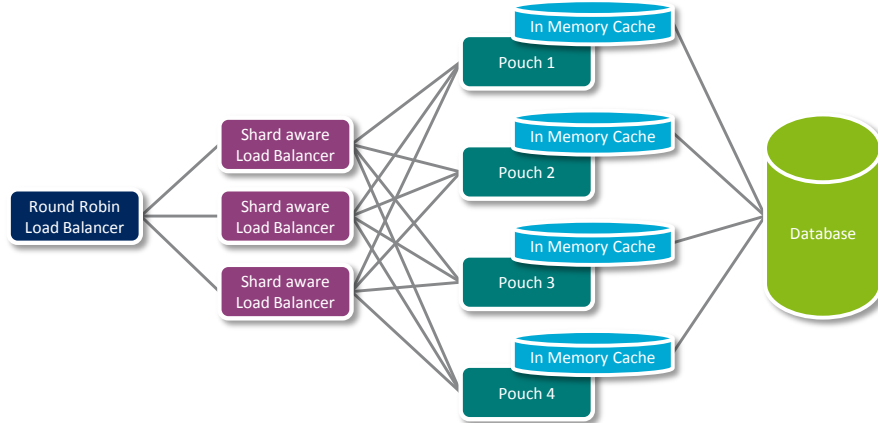 Round Robin
Load Balancer
Shard aware
Load Balancer
Shard aware
Load Balancer
Shard aware
Load Balancer
In Memory Cache
Pouch 1
In Memory Cache
Pouch 2
In Memory Cache
Pouch 3
In Memory Cache
Pouch 4
Database